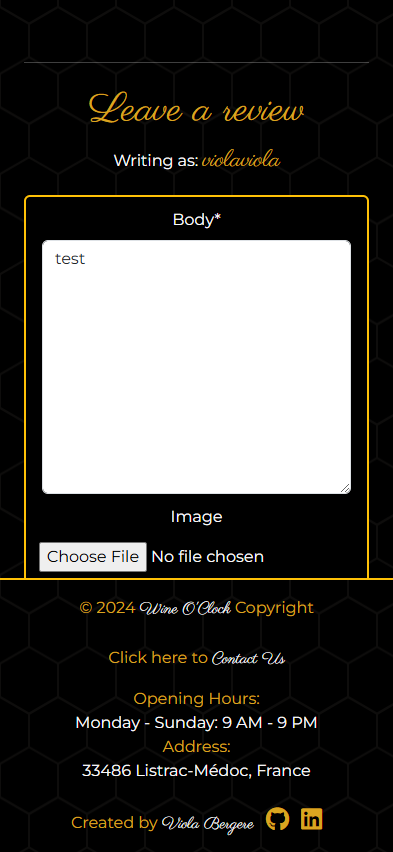 Leave a review
Writing as: violaviola
Body*
test
Image
Choose File No file chosen
© 2024 Wine O'Clock Copyright
Click here to Contact Us
Opening Hours:
Monday - Sunday: 9 AM - 9 PM
Address:
33486 Listrac-Médoc, France
Created by Viola Bergere